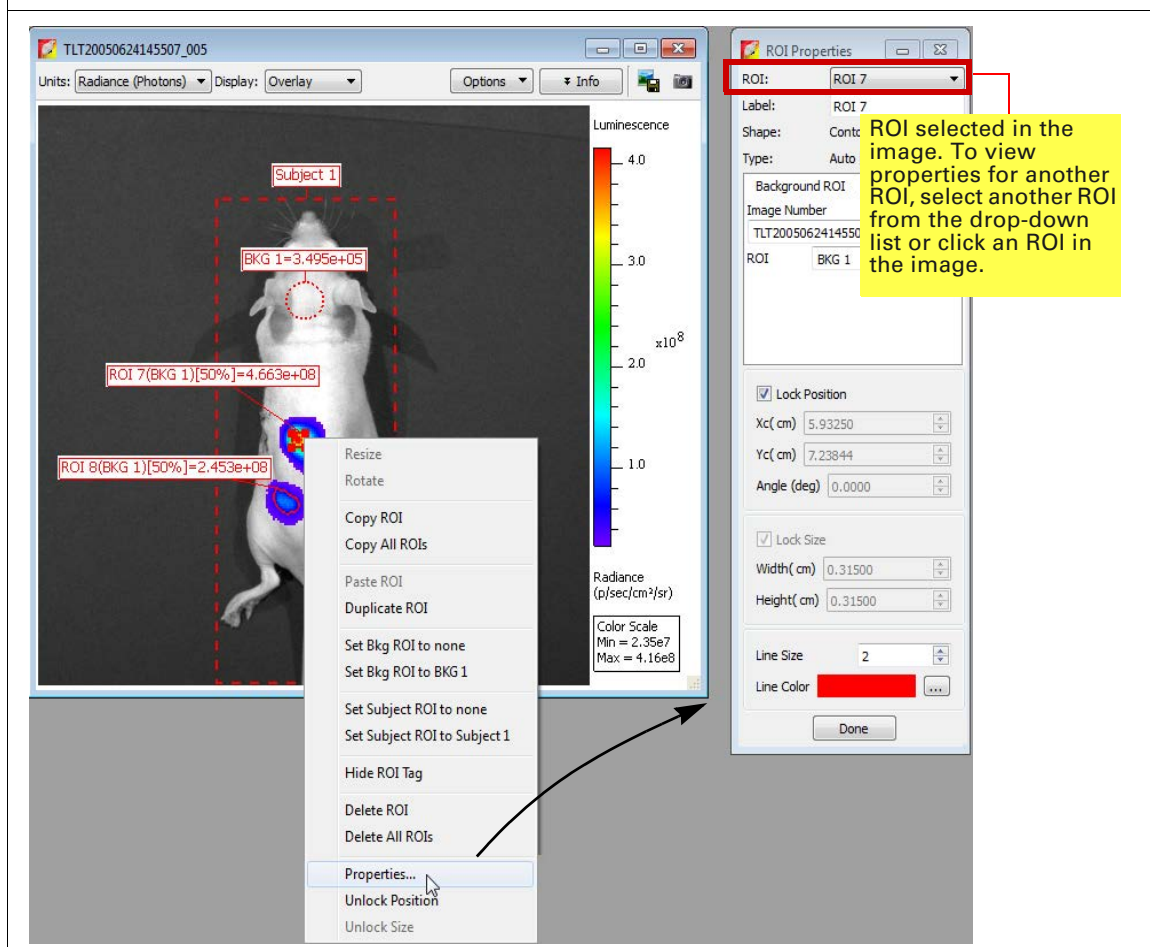 TLT20050624145507_005
Units: Radiance (Photons) Display: Overlay Options Info
Luminescence
4.0
3.0
x10⁸
2.0
1.0
Radiance
(p/sec/cm²/sr)
Color Scale
Min = 2.35e7
Max = 4.16e8
Subject 1
BKG 1=3.495e+05
ROI 7(BKG 1)[50%]=4.663e+08
ROI 8(BKG 1)[50%]=2.453e+08
Resize
Rotate
Copy ROI
Copy All ROIs
Paste ROI
Duplicate ROI
Set Bkg ROI to none
Set Bkg ROI to BKG 1
Set Subject ROI to none
Set Subject ROI to Subject 1
Hide ROI Tag
Delete ROI
Delete All ROIs
Properties...
Unlock Position
Unlock Size
ROI Properties
ROI: ROI 7
Label: ROI 7
Shape: Conto
Type: Auto
Background ROI
Image Number
TLT2005062414550
ROI BKG 1
Lock Position
Xc( cm) 5.93250
Yc( cm) 7.23844
Angle (deg) 0.0000
Lock Size
Width( cm) 0.31500
Height( cm) 0.31500
Line Size 2
Line Color ...
Done
ROI selected in the
image. To view
properties for another
ROI, select another ROI
from the drop-down
list or click an ROI in
the image.